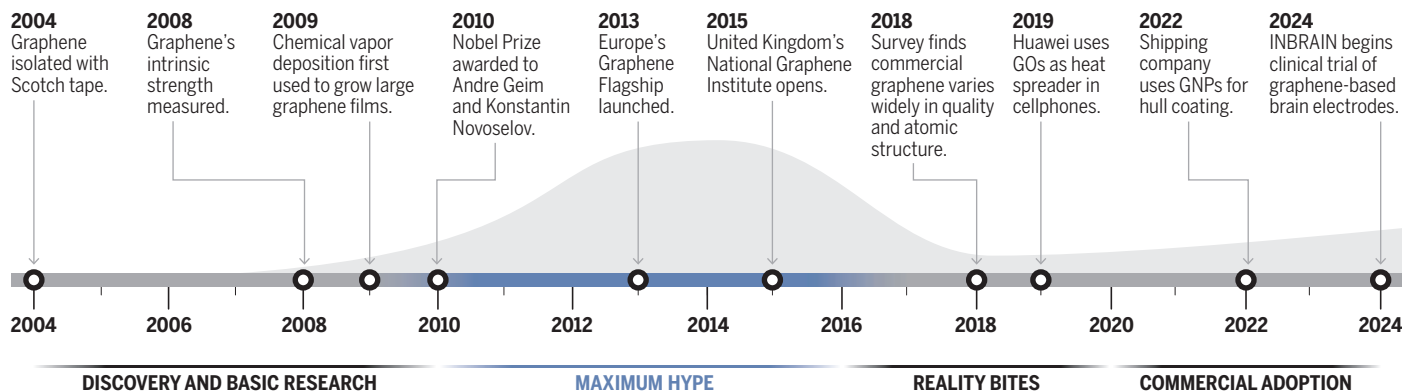 2004
Graphene
isolated with
Scotch tape.
2008
Graphene's
intrinsic
strength
measured.
2009
Chemical vapor
deposition first
used to grow large
graphene films.
2010
Nobel Prize
awarded to
Andre Geim
and Konstantin
Novoselov.
2013
Europe's
Graphene
Flagship
launched.
2015
United Kingdom's
National Graphene
Institute opens.
2018
Survey finds
commercial
graphene varies
widely in quality
and atomic
structure.
2019
Huawei uses
GOs as heat
spreader in
cellphones.
2022
Shipping
company
uses GNPs for
hull coating.
2024
INBRAIN begins
clinical trial of
graphene-based
brain electrodes.
2004 2006 2008 2010 2012 2014 2016 2018 2020 2022 2024
DISCOVERY AND BASIC RESEARCH MAXIMUM HYPE REALITY BITES COMMERCIAL ADOPTION